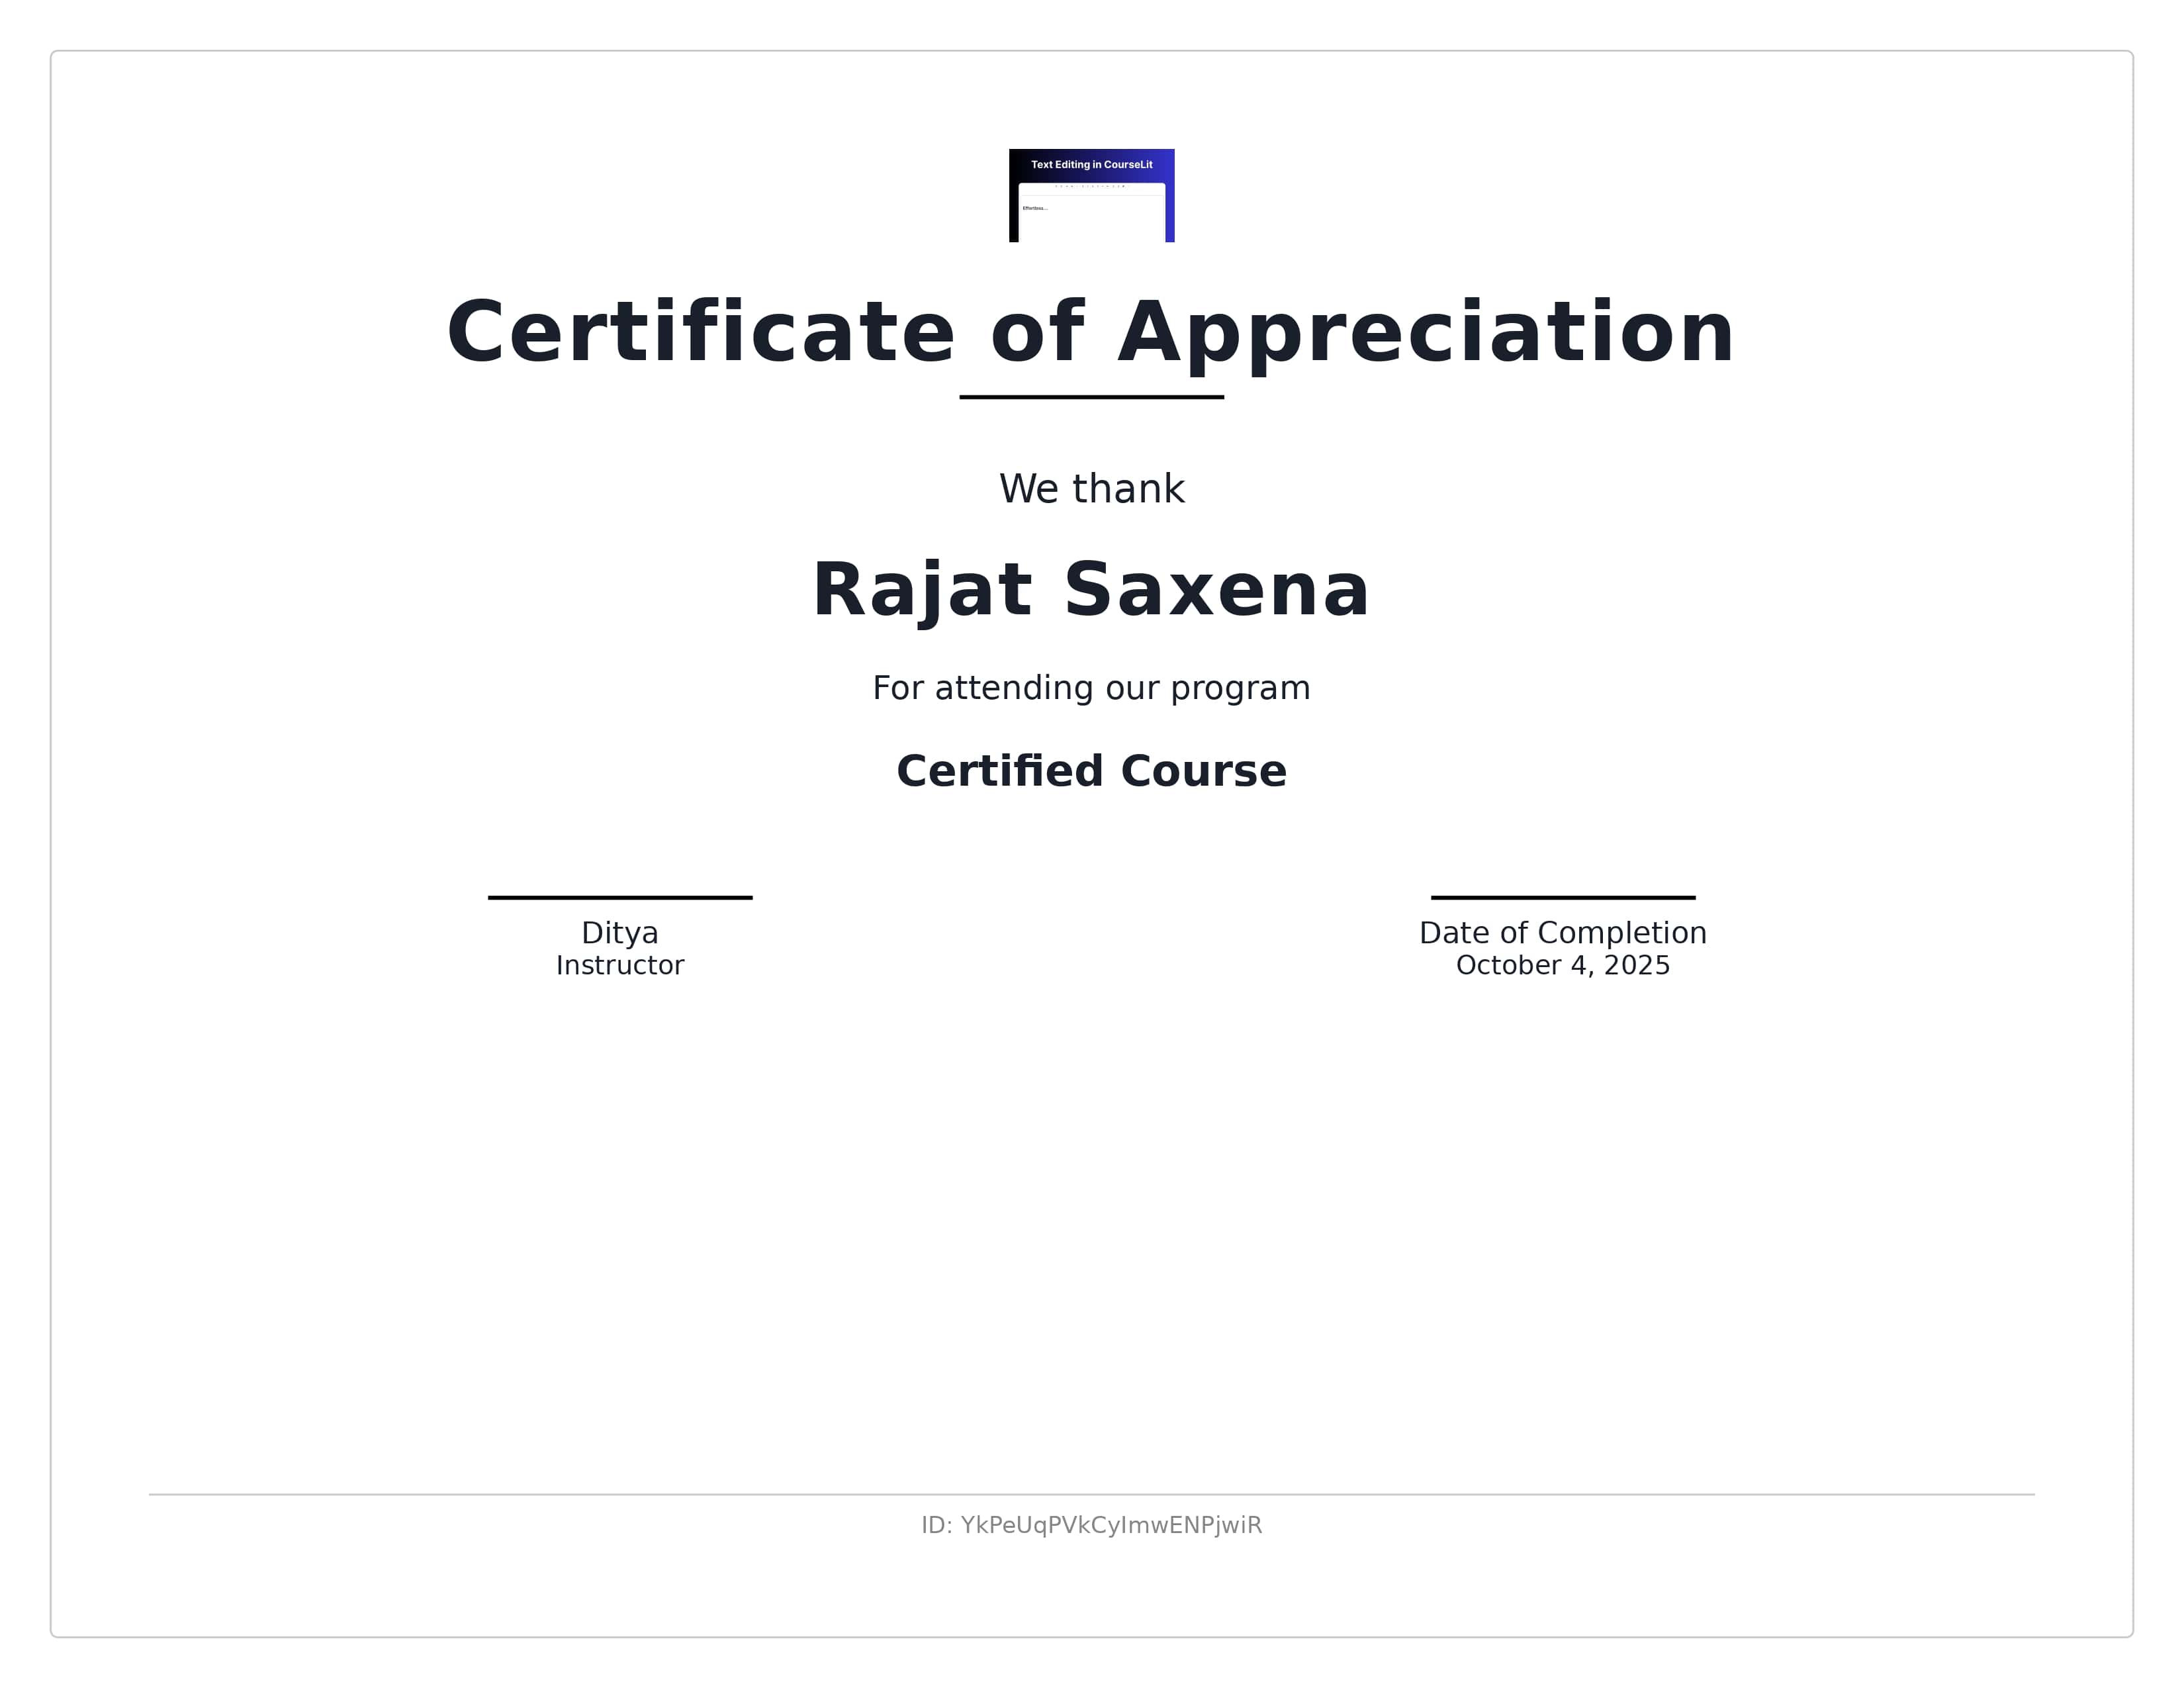 Text Editing in CourseLit
Effortless...
Certificate of Appreciation
We thank
Rajat Saxena
For attending our program
Certified Course
Ditya
Instructor
Date of Completion
October 4, 2025
ID: YkPeUqPVkCyImwENPjwiR